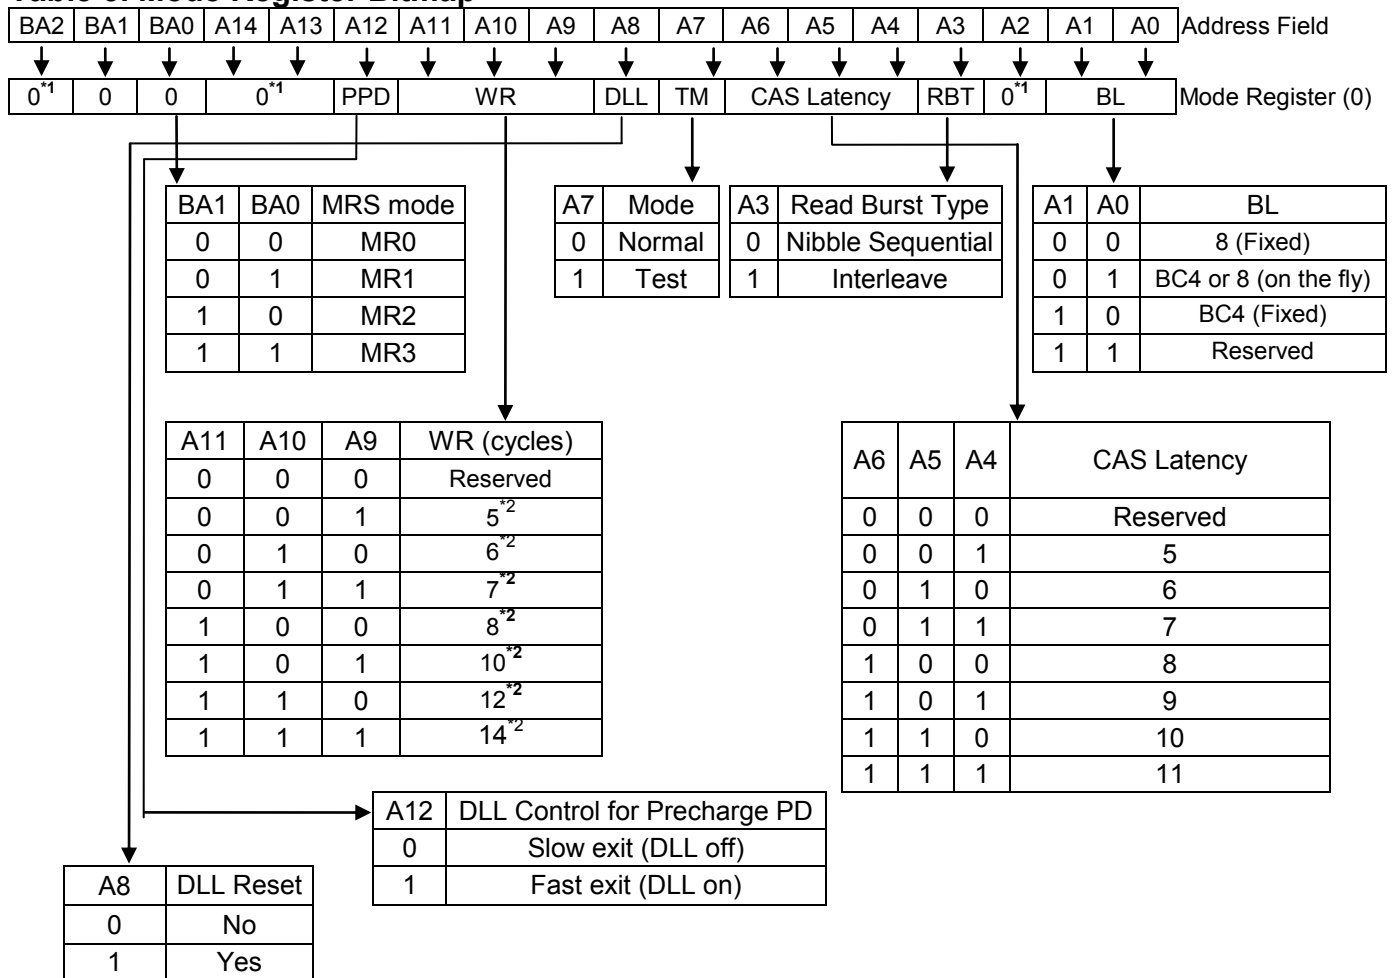 BA2 BA1 BA0 A14 A13 A12 A11 A10 A9 A8 A7 A6 A5 A4 A3 A2 A1 A0 Address Field
0*1 0 0 0*1 PPD WR DLL TM CAS Latency RBT 0*1 BL Mode Register (0)
BA1 BA0 MRS mode
0 0 MR0
0 1 MR1
1 0 MR2
1 1 MR3
A7 Mode
0 Normal
1 Test
A3 Read Burst Type
0 Nibble Sequential
1 Interleave
A1 A0 BL
0 0 8 (Fixed)
0 1 BC4 or 8 (on the fly)
1 0 BC4 (Fixed)
1 1 Reserved
A11 A10 A9 WR (cycles)
0 0 0 Reserved
0 0 1 5*2
0 1 0 6*2
0 1 1 7*2
1 0 0 8*2
1 0 1 10*2
1 1 0 12*2
1 1 1 14*2
A6 A5 A4 CAS Latency
0 0 0 Reserved
0 0 1 5
0 1 0 6
0 1 1 7
1 0 0 8
1 0 1 9
1 1 0 10
1 1 1 11
A12 DLL Control for Precharge PD
0 Slow exit (DLL off)
1 Fast exit (DLL on)
A8 DLL Reset
0 No
1 Yes